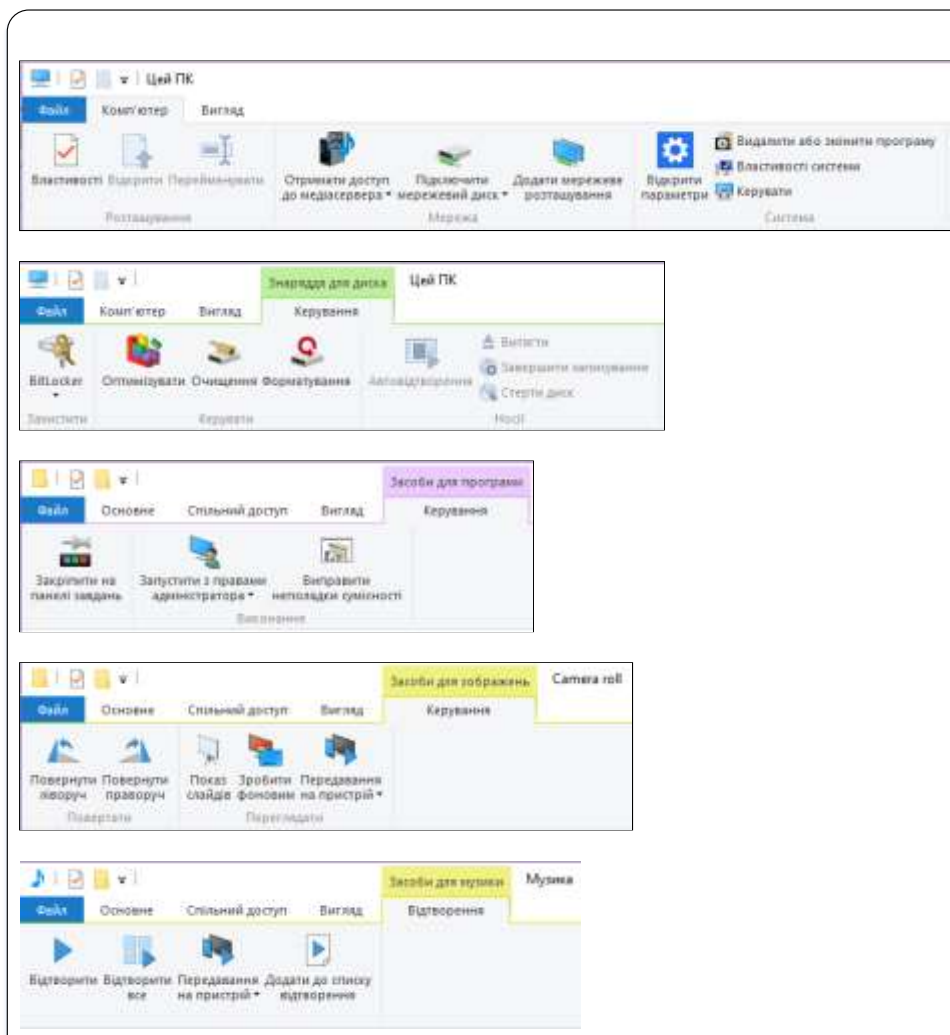 Цей ПК
Файл Комп'ютер Вигляд
Властивості Відкрити Перейменувати Отримати доступ до медіасервера Підключити мережевий диск Додати мережеве розташування Відкрити параметри
Видалити або змінити програму
Властивості системи
Керувати
Розташування Мережа Система
Знаряддя для диска Цей ПК
Файл Комп'ютер Вигляд Керування
BitLocker Оптимізувати Очищення Форматування Автовідтворення
Витягти
Завершити записування
Стерти диск
Захистити Керувати Носії
Засоби для програми
Файл Основне Спільний доступ Вигляд Керування
Закріпити на Запустити з правами Виправити
панелі завдань адміністратора неполадки сумісності
Виконання
Засоби для зображень Camera roll
Файл Основне Спільний доступ Вигляд Керування
Повернути Повернути Показ Зробити Передавання
ліворуч праворуч слайдів фоновим на пристрій
Повертати Переглядати
Засоби для музики Музика
Файл Основне Спільний доступ Вигляд Відтворення
Відтворити Відтворити Передавання Додати до списку
все на пристрій відтворення